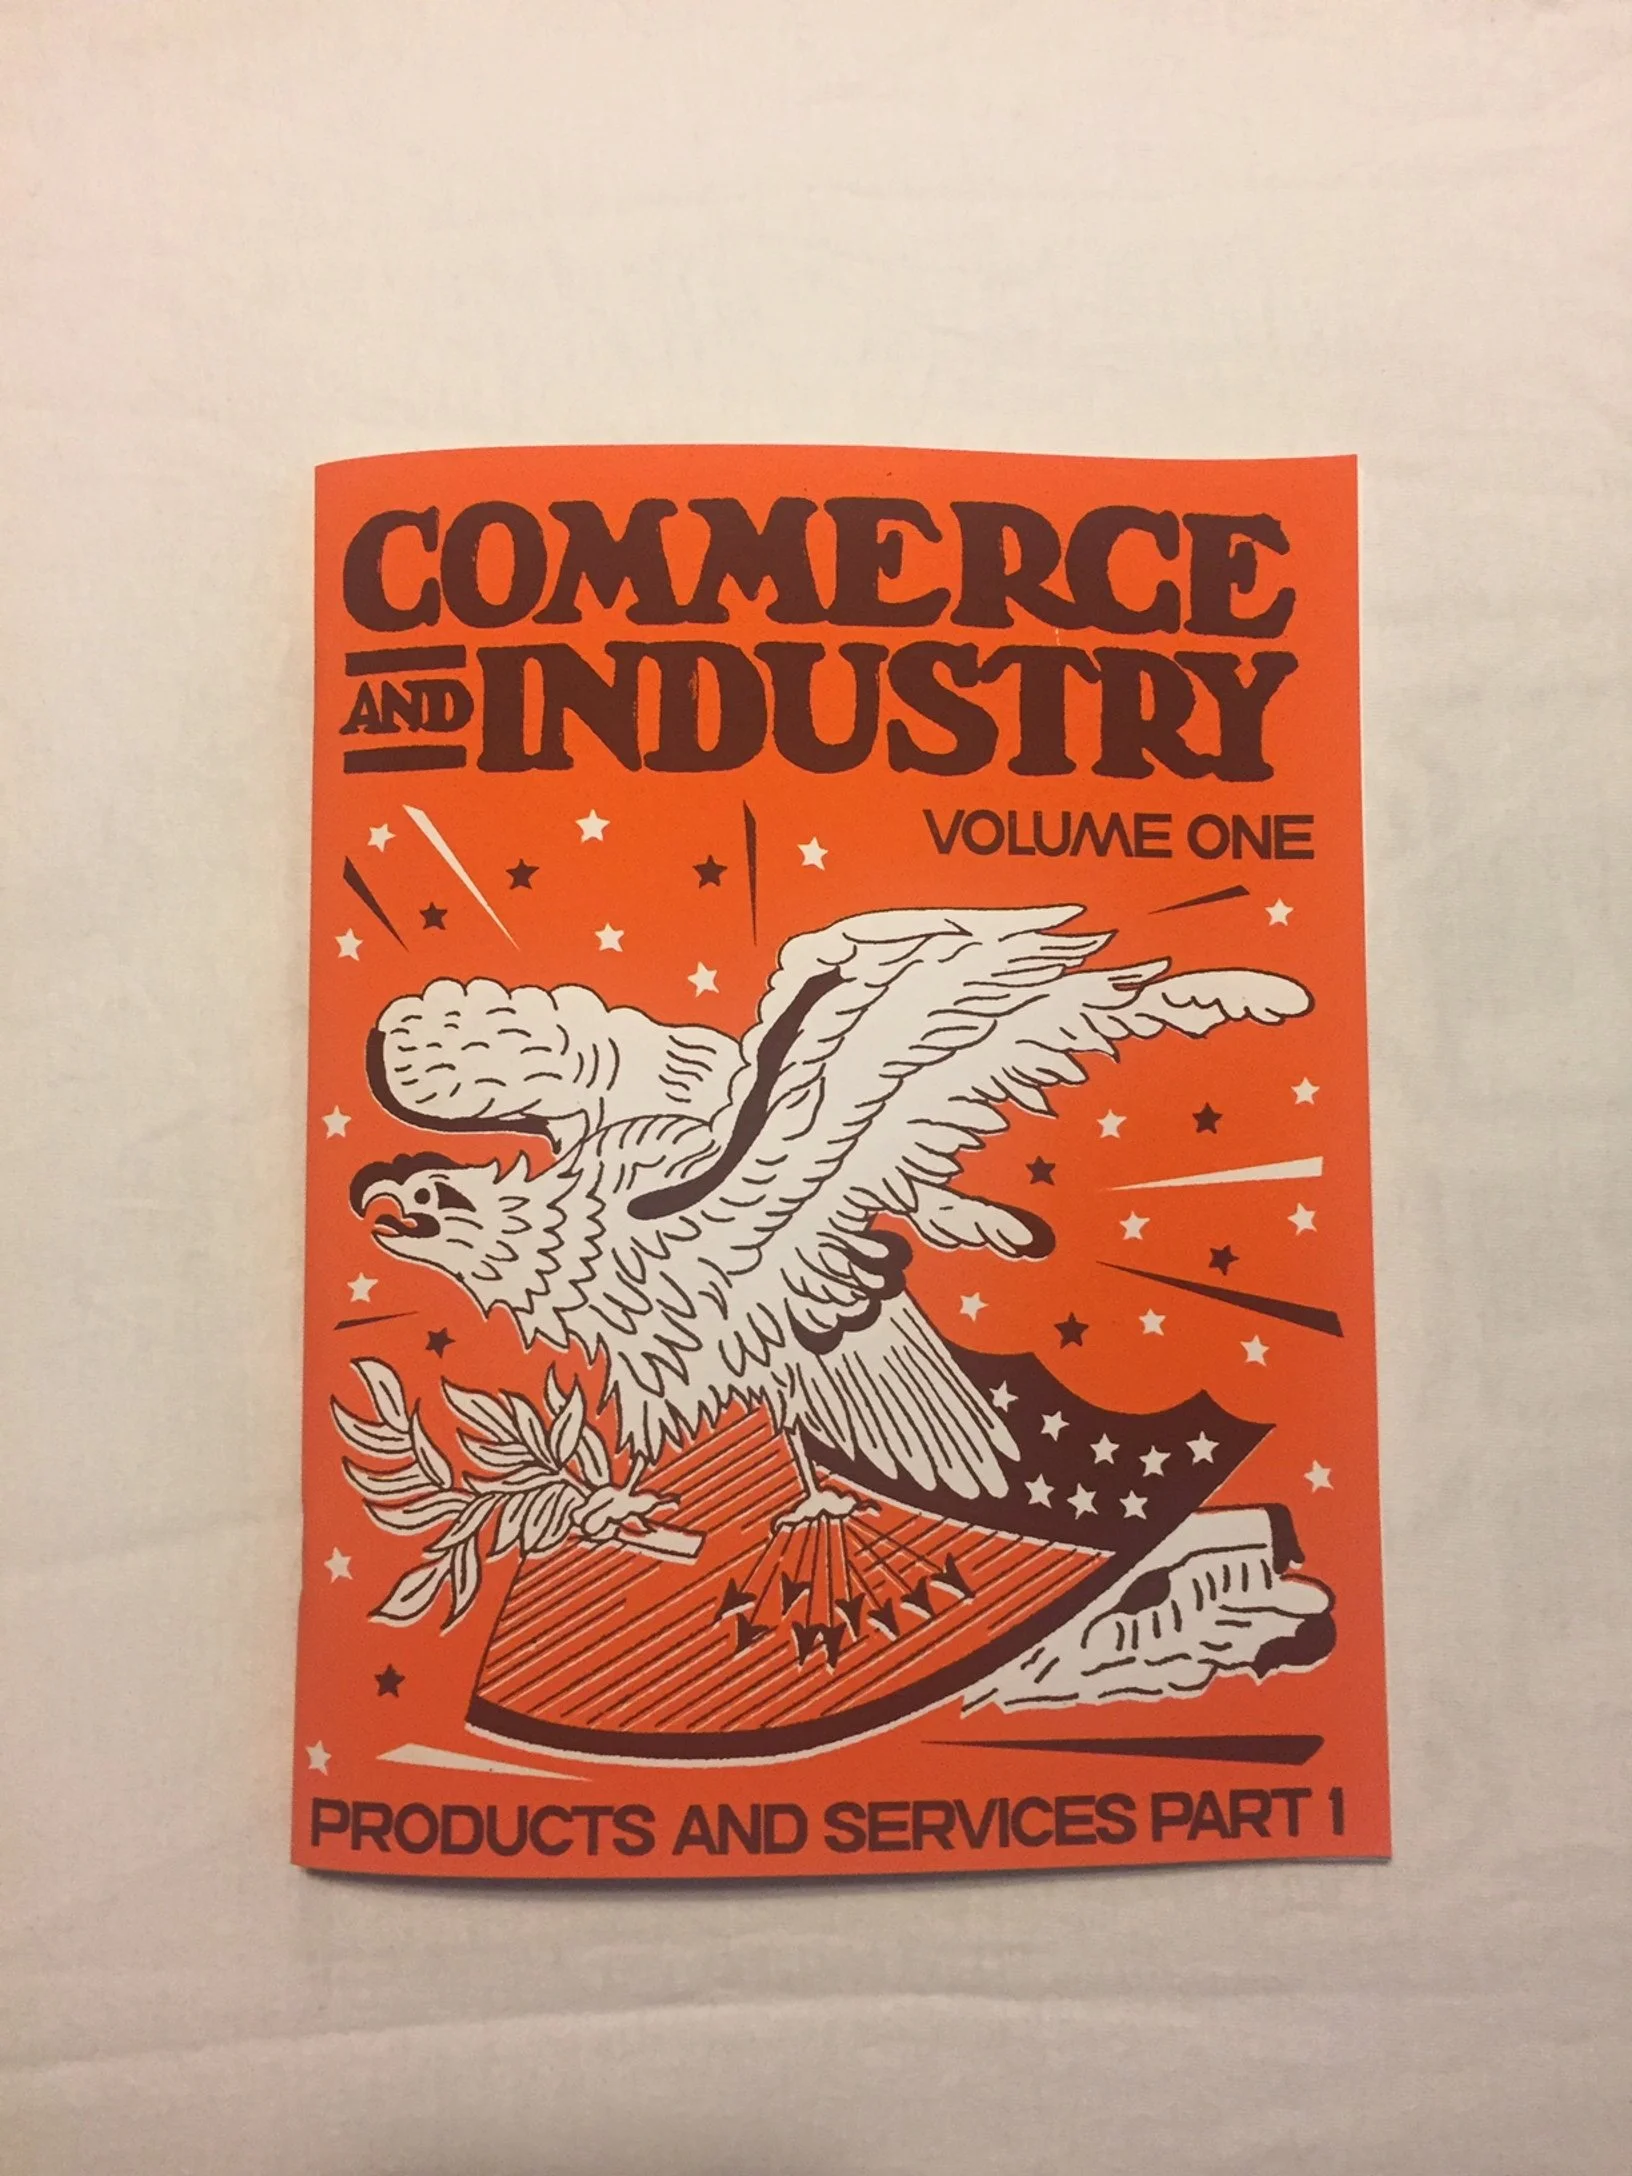 COMMERCE
AND INDUSTRY
VOLUME ONE
PRODUCTS AND SERVICES PART 1